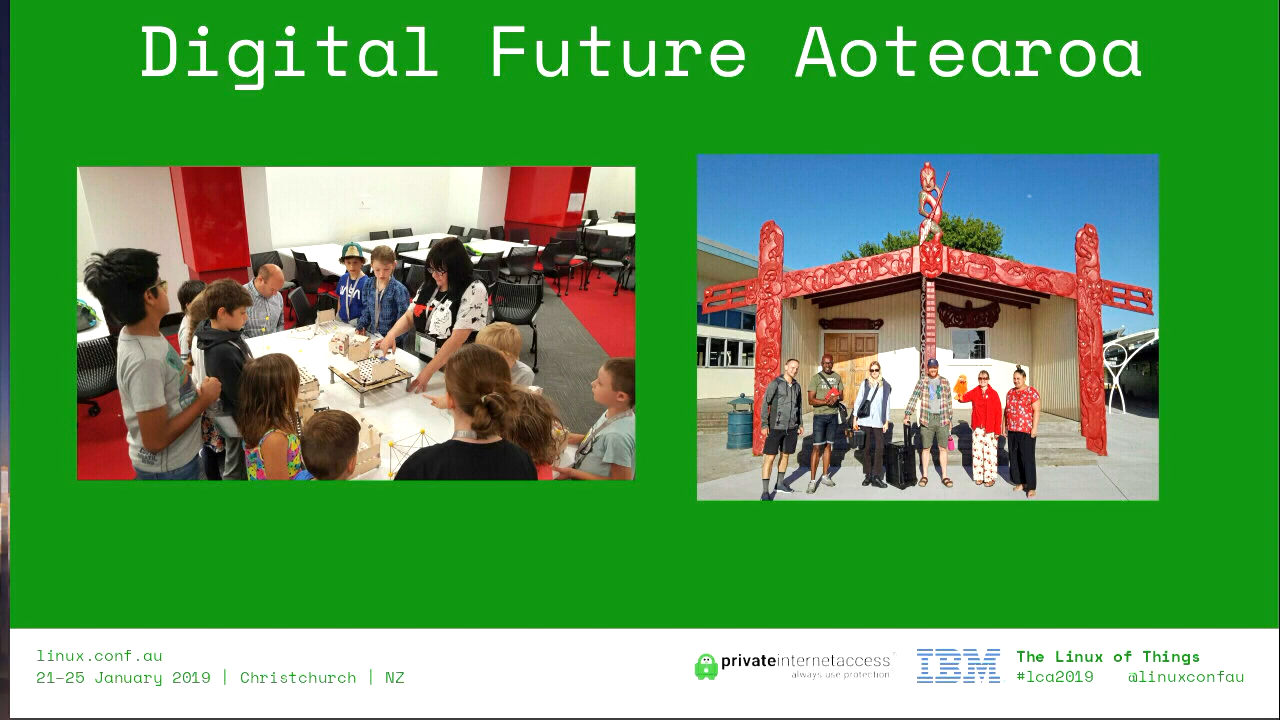 Digital Future Aotearoa
NASA
linux.conf.au
21-25 January 2019 | Christchurch | NZ
privateinternetaccess
always use protection
IBM
The Linux of Things
#lca2019 @linuxconfau